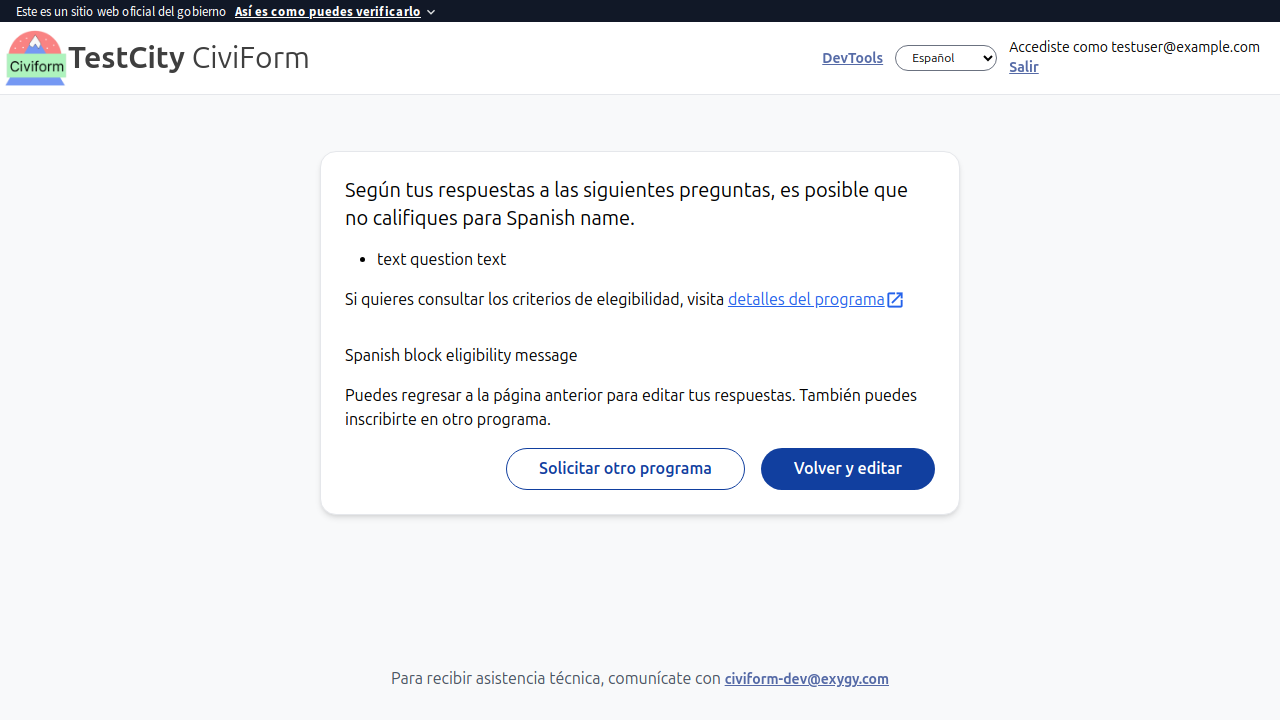 Este es un sitio web oficial del gobierno Así es como puedes verificarlo
Civiform
TestCity CiviForm
DevTools
Español
Accediste como testuser@example.com
Salir
Según tus respuestas a las siguientes preguntas, es posible que
no califiques para Spanish name.
text question text
Si quieres consultar los criterios de elegibilidad, visita detalles del programa
Spanish block eligibility message
Puedes regresar a la página anterior para editar tus respuestas. También puedes
inscribirte en otro programa.
Solicitar otro programa
Volver y editar
Para recibir asistencia técnica, comunícate con civiform-dev@exygy.com